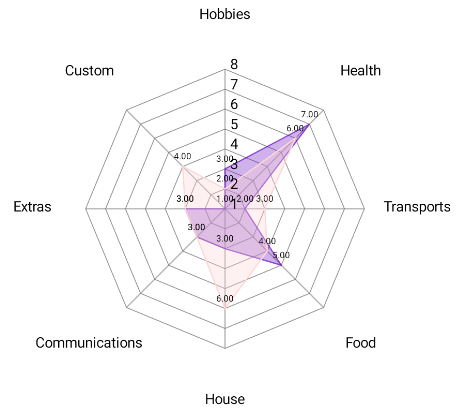 Hobbies
Custom
Health
8
7
7.00
6
6.00
5
4
4.00
3.00
3
2.00
2
3.00
1.00
1
2.00
3.00
Extras
Transports
3.00
3.00
4.00
5.00
6.00
Communications
Food
House